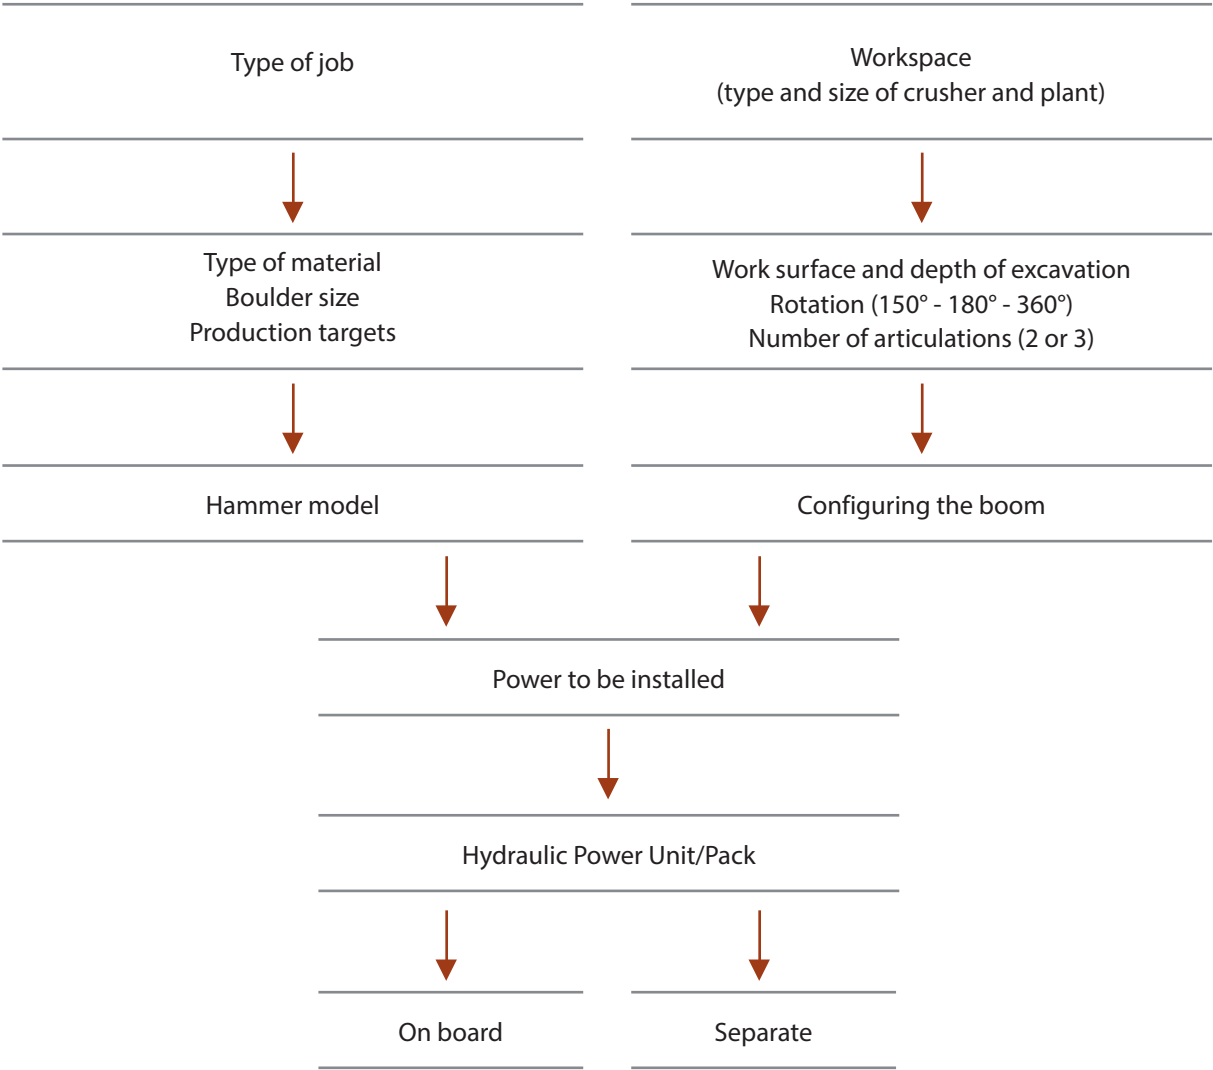 Type of job
Workspace
(type and size of crusher and plant)
Type of material
Boulder size
Production targets
Work surface and depth of excavation
Rotation (150° - 180° - 360°)
Number of articulations (2 or 3)
Hammer model
Configuring the boom
Power to be installed
Hydraulic Power Unit/Pack
On board
Separate